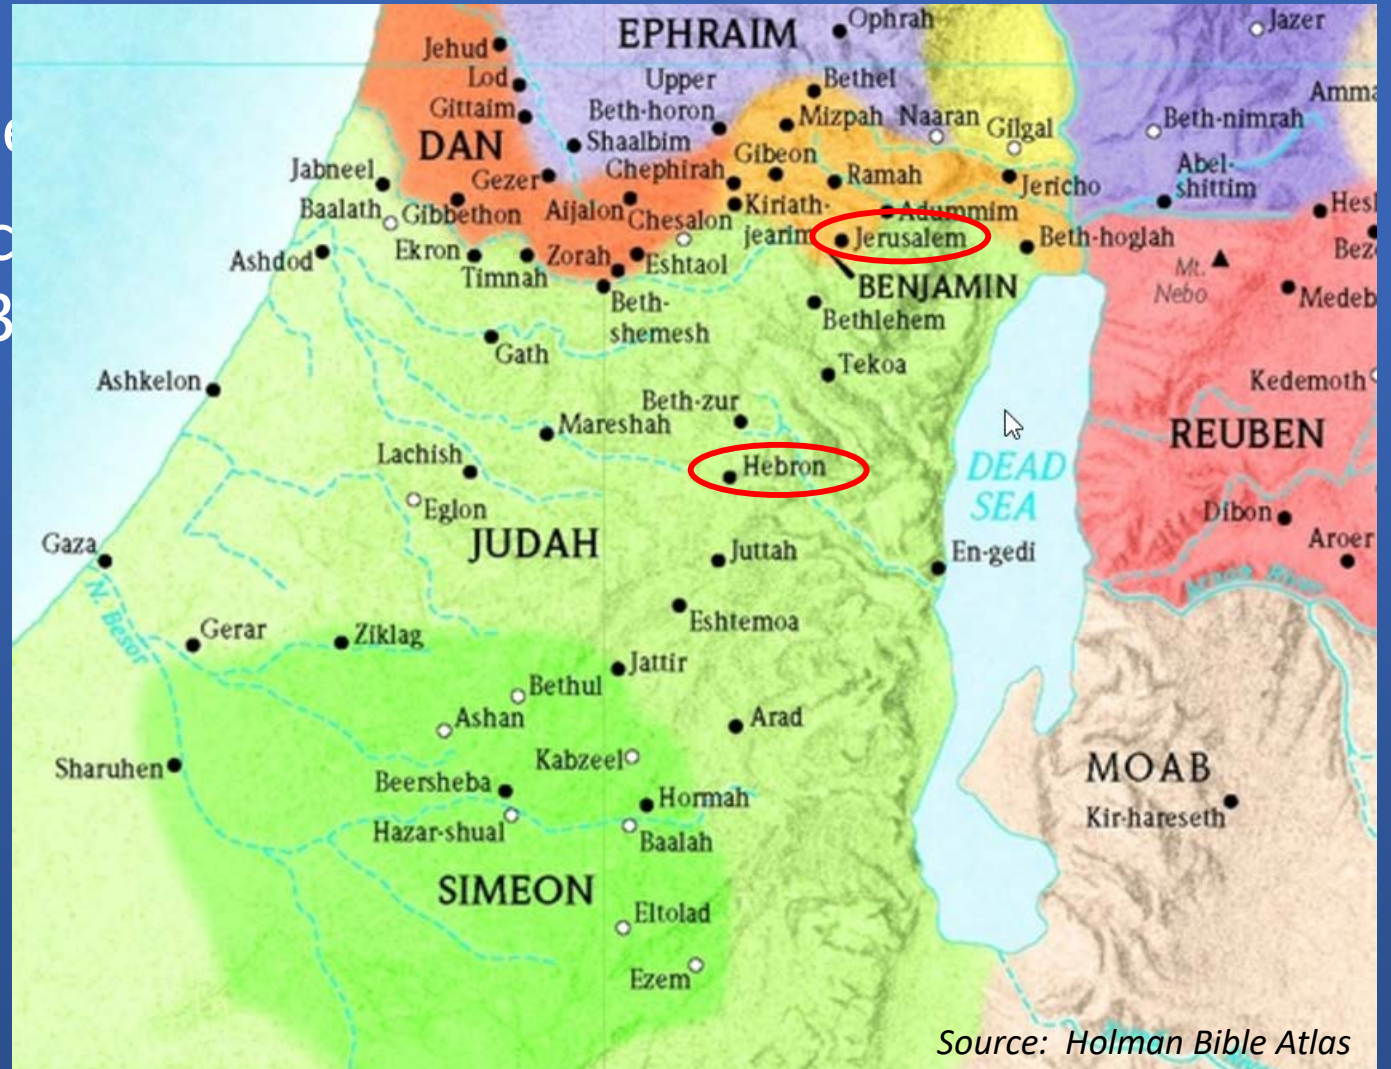 EPHRAIM
Ophrah
Jazer
Jehud
Lod
Upper
Beth-horon
Bethel
Gittaim
Mizpah
Naaran
Gilgal
Beth-nimrah
DAN
Shaalbim
Gibeon
Jabneel
Gezer
Chephirah
Ramah
Jericho
Abel-
shittim
Baalath
Gibbethon
Aijalon
Chesalon
Kiriath-
jearim
Adummim
Jerusalem
Beth-hoglah
Ashdod
Ekron
Timnah
Zorah
Eshtaol
Mt.
Nebo
BENJAMIN
Beth-
shemesh
Bethlehem
Gath
Tekoa
Ashkelon
Kedemoth
Beth-zur
Mareshah
REUBEN
Lachish
Hebron
DEAD
SEA
Eglon
Dibon
JUDAH
Aroer
Gaza
Juttah
En-gedi
Arnon River
N. Besor
Eshtemoa
Gerar
Ziklag
Jattir
Bethul
Ashan
Arad
Kabzeel
Sharuhen
MOAB
Beersheba
Hormah
Kir-hareseth
Hazar-shual
Baalah
SIMEON
Eltolad
Ezem
Source: Holman Bible Atlas